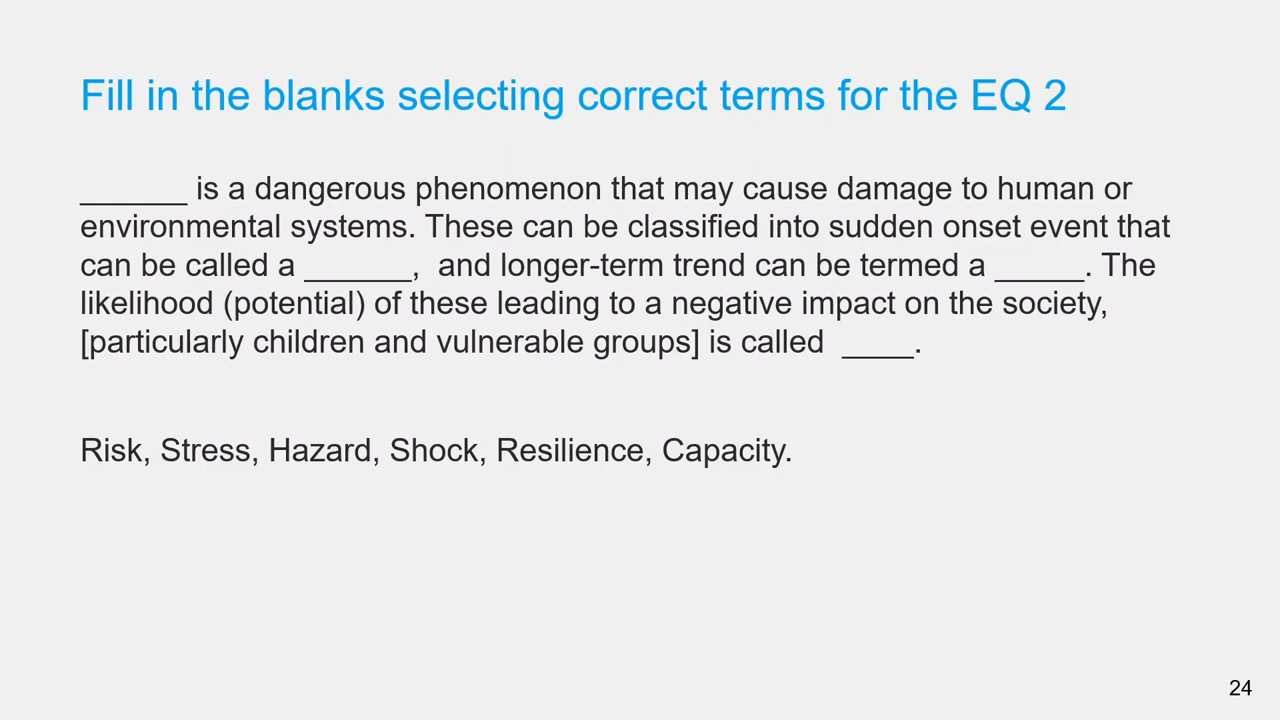 Fill in the blanks selecting correct terms for the EQ 2
______ is a dangerous phenomenon that may cause damage to human or
environmental systems. These can be classified into sudden onset event that
can be called a ______,  and longer-term trend can be termed a _____. The
likelihood (potential) of these leading to a negative impact on the society,
[particularly children and vulnerable groups] is called  ____.
Risk, Stress, Hazard, Shock, Resilience, Capacity.
24